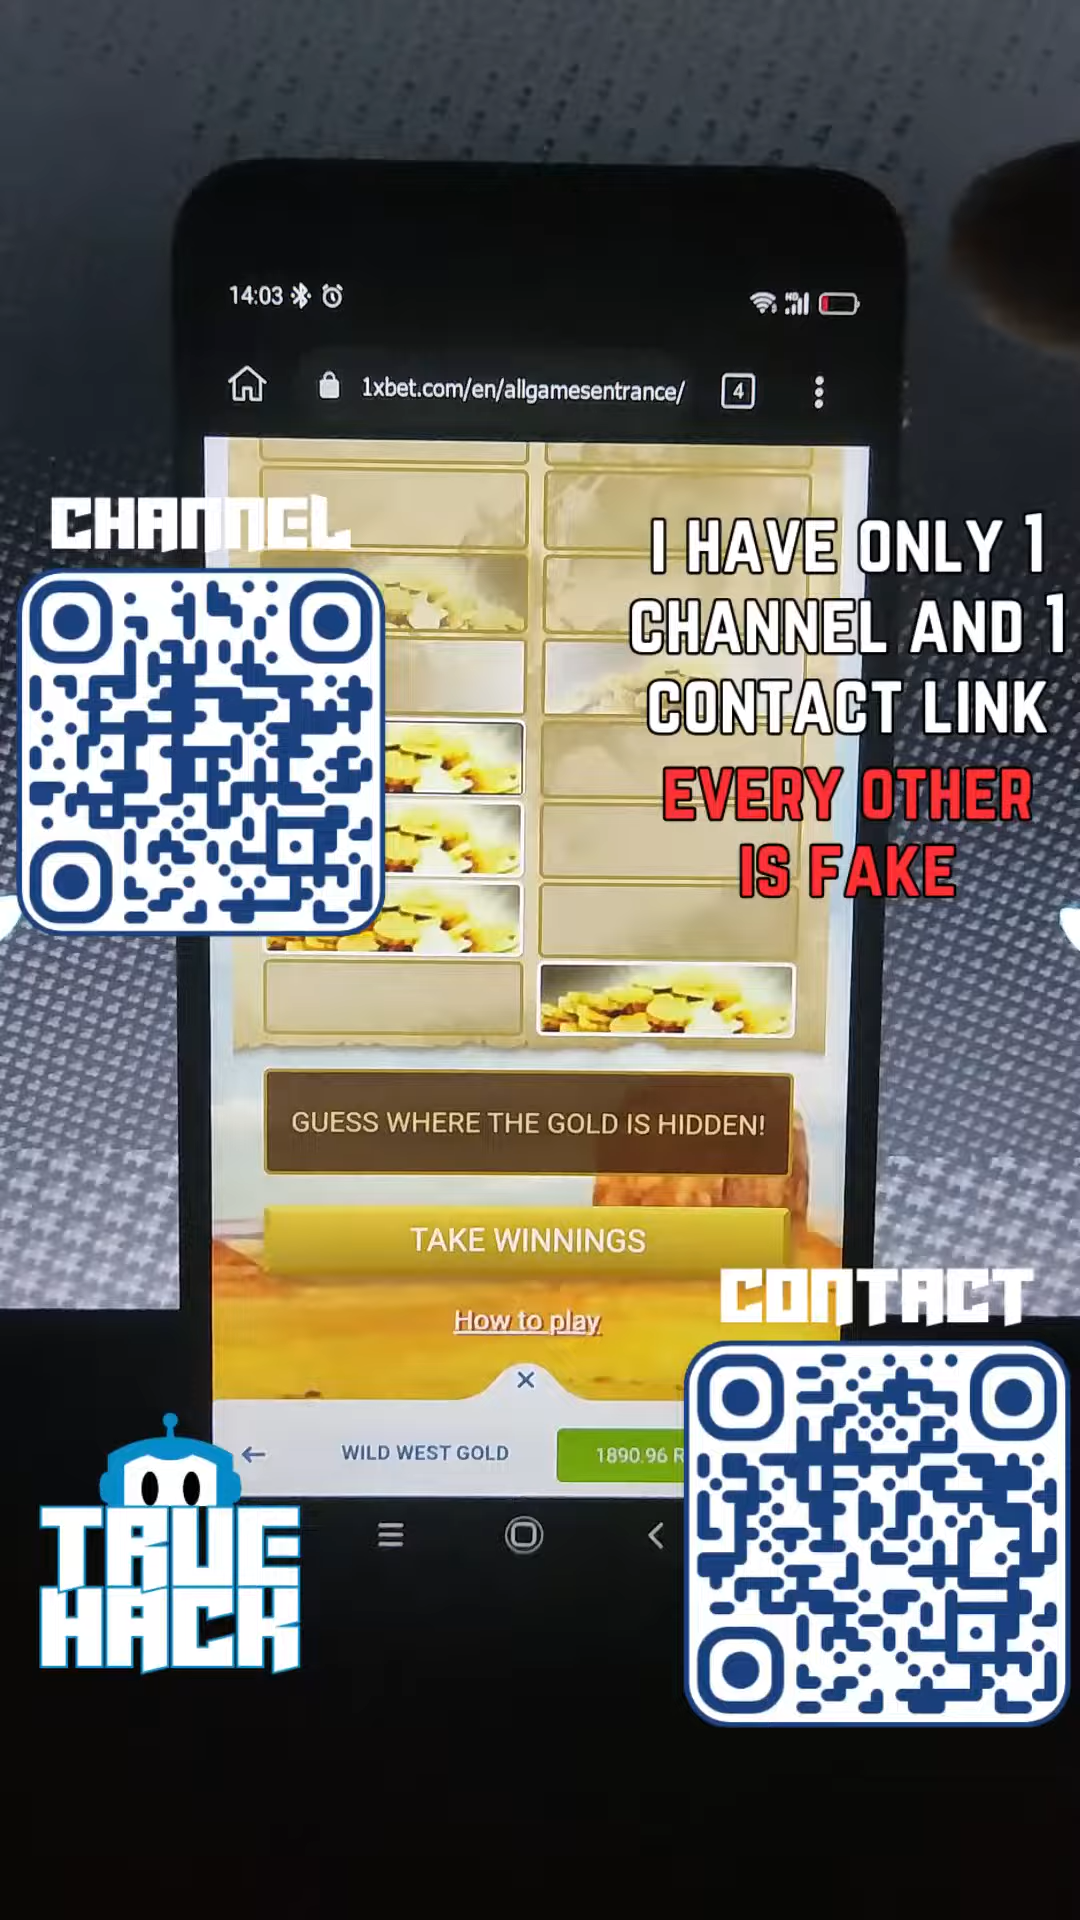 14:03
1xbet.com/en/allgamesentrance/
4
CHANNEL
I HAVE ONLY 1
CHANNEL AND 1
CONTACT LINK
EVERY OTHER
IS FAKE
GUESS WHERE THE GOLD IS HIDDEN!
TAKE WINNINGS
How to play
CONTACT
WILD WEST GOLD
1890.96 R
TRUE
HACK